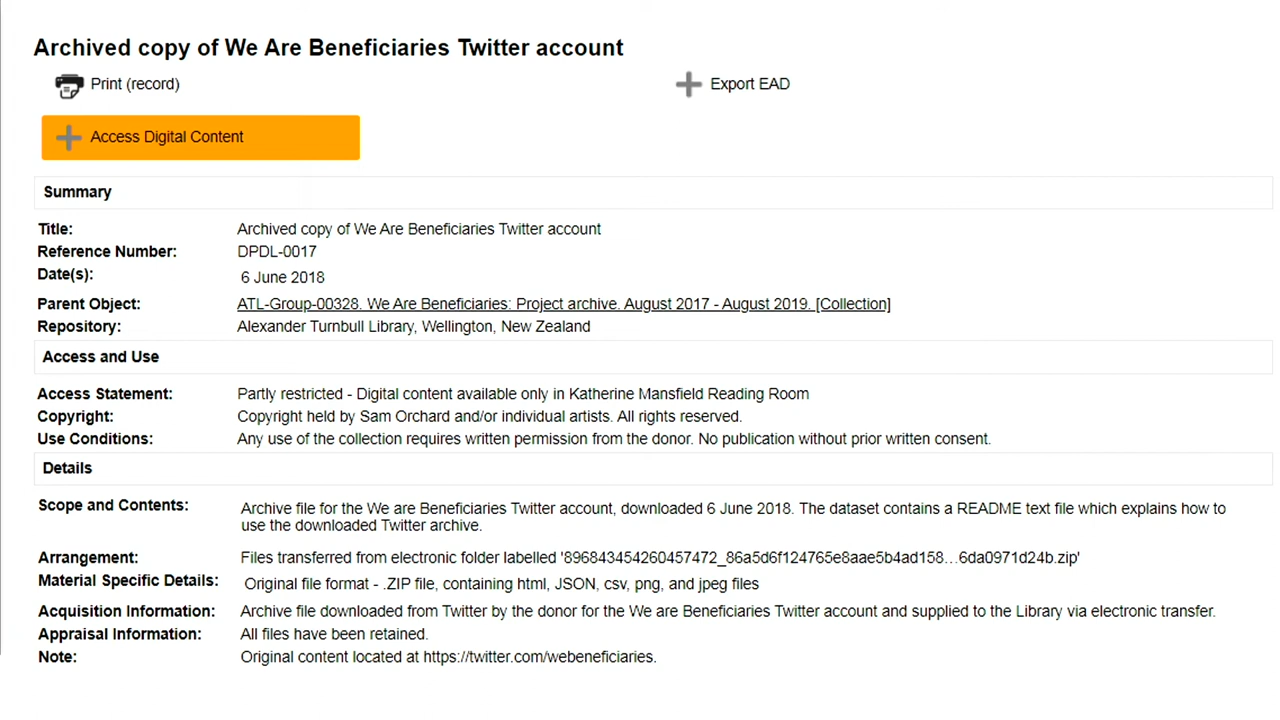 Archived copy of We Are Beneficiaries Twitter account
Print (record)
Export EAD
Access Digital Content
Summary
Title: Archived copy of We Are Beneficiaries Twitter account
Reference Number: DPDL-0017
Date(s): 6 June 2018
Parent Object: ATL-Group-00328. We Are Beneficiaries: Project archive. August 2017 - August 2019. [Collection]
Repository: Alexander Turnbull Library, Wellington, New Zealand
Access and Use
Access Statement: Partly restricted - Digital content available only in Katherine Mansfield Reading Room
Copyright: Copyright held by Sam Orchard and/or individual artists. All rights reserved.
Use Conditions: Any use of the collection requires written permission from the donor. No publication without prior written consent.
Details
Scope and Contents: Archive file for the We are Beneficiaries Twitter account, downloaded 6 June 2018. The dataset contains a README text file which explains how to
use the downloaded Twitter archive.
Arrangement: Files transferred from electronic folder labelled '896843454260457472_86a5d6f124765e8aae5b4ad158…6da0971d24b.zip'
Material Specific Details: Original file format - .ZIP file, containing html, JSON, csv, png, and jpeg files
Acquisition Information: Archive file downloaded from Twitter by the donor for the We are Beneficiaries Twitter account and supplied to the Library via electronic transfer.
Appraisal Information: All files have been retained.
Note: Original content located at https://twitter.com/webeneficiaries.